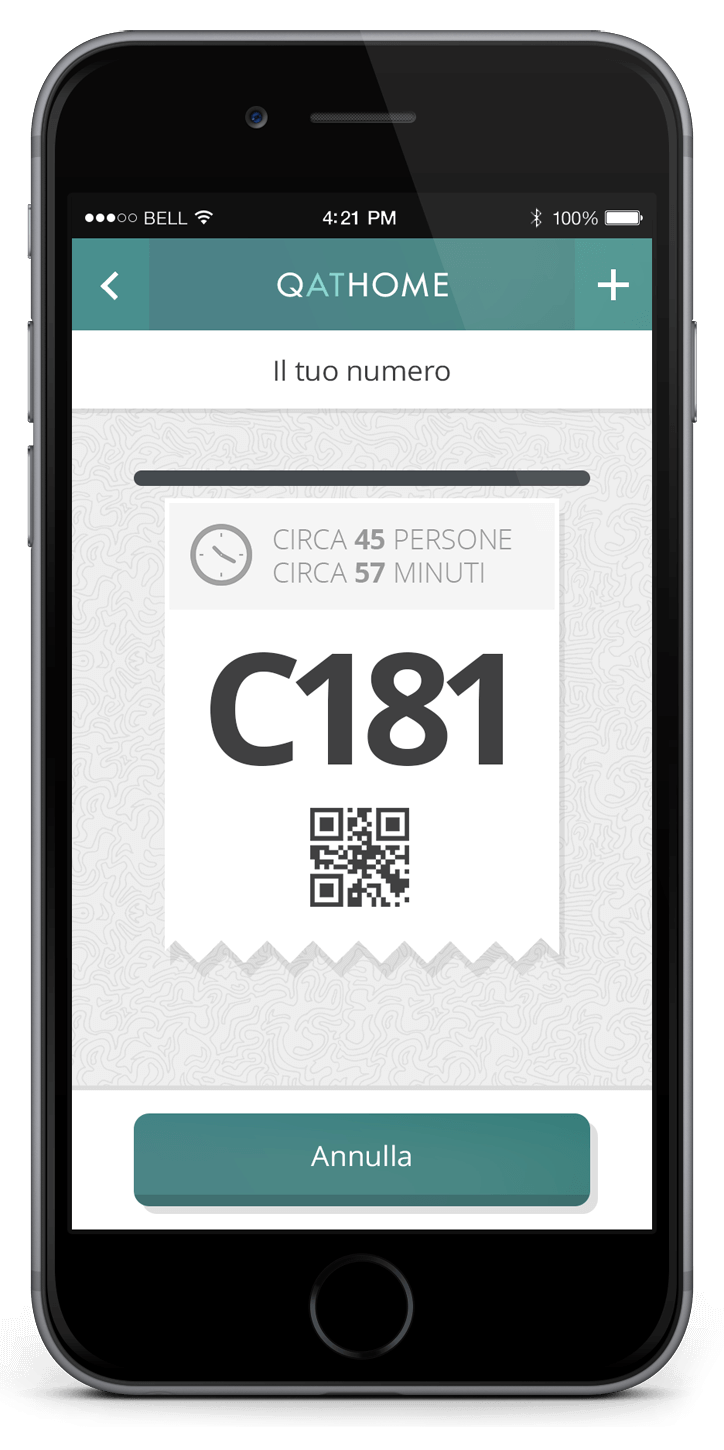 BELL 4:21 PM 100%
QATHOME
Il tuo numero
CIRCA 45 PERSONE
CIRCA 57 MINUTI
C181
Annulla